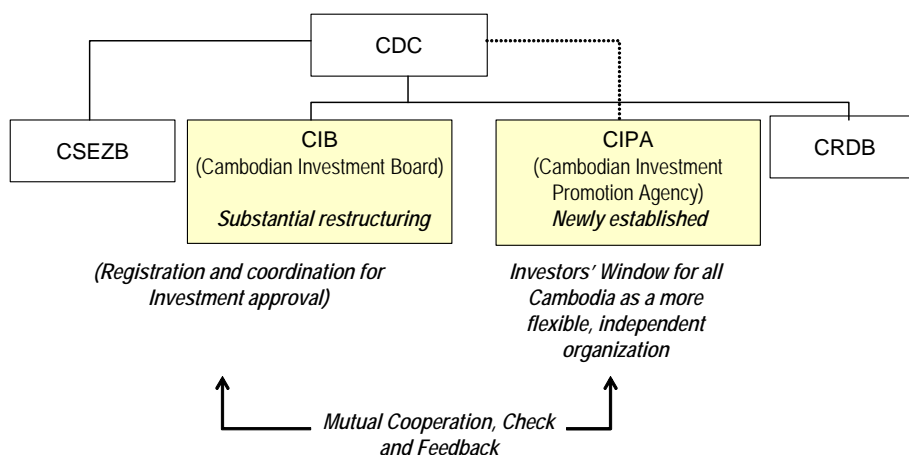 CDC
CSEZB
CIB
(Cambodian Investment Board)
Substantial restructuring
CIPA
(Cambodian Investment
Promotion Agency)
Newly established
CRDB
(Registration and coordination for
Investment approval)
Investors’ Window for all
Cambodia as a more
flexible, independent
organization
Mutual Cooperation, Check
and Feedback